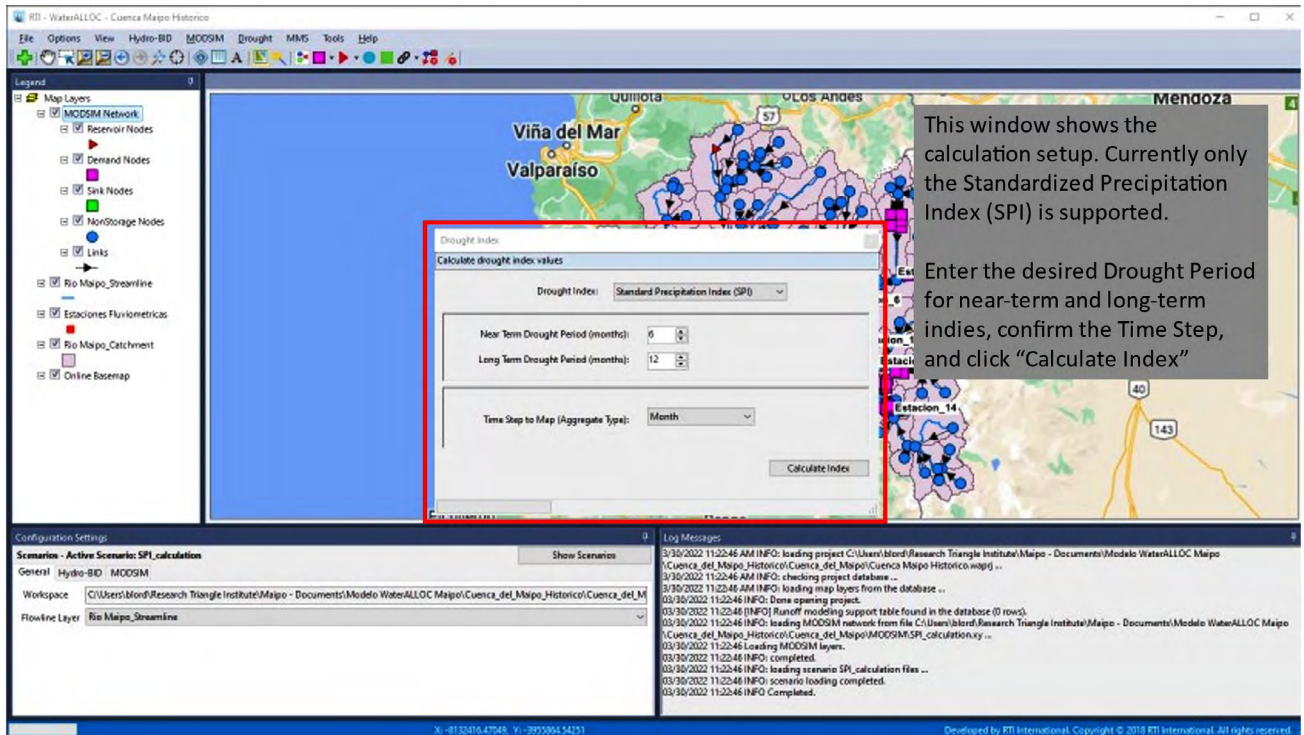 RTI - WaterALLOC - Cuenca Maipo Historico
File Options View Hydro-BID MODSIM Drought MMS Tools Help
Legend
Map Layers
MODSIM Network
Reservoir Nodes
Demand Nodes
Sink Nodes
NonStorage Nodes
Links
Rio Maipo_Streamline
Estaciones Fluviometricas
Rio Maipo_Catchment
Online Basemap
Quillota
Los Andes
Mendoza
57
Viña del Mar
Valparaíso
40
143
Estacion_14
This window shows the
calculation setup. Currently only
the Standardized Precipitation
Index (SPI) is supported.
Enter the desired Drought Period
for near-term and long-term
indies, confirm the Time Step,
and click “Calculate Index”
Drought Index
Calculate drought index values
Drought Index: Standard Precipitation Index (SPI)
Near Term Drought Period (months): 6
Long Term Drought Period (months): 12
Time Step to Map (Aggregate Type): Month
Calculate Index
Configuration Settings
Scenarios - Active Scenario: SPI_calculation Show Scenarios
General Hydro-BID MODSIM
Workspace C:\Users\blord\Research Triangle Institute\Maipo - Documents\Modelo WaterALLOC Maipo\Cuenca_del_Maipo_Historico\Cuenca_del_M
Flowline Layer Rio Maipo_Streamline
Log Messages
3/30/2022 11:22:46 AM INFO: loading project C:\Users\blord\Research Triangle Institute\Maipo - Documents\Modelo WaterALLOC Maipo
\Cuenca_del_Maipo_Historico\Cuenca_del_Maipo\Cuenca Maipo Historico.waprj ...
3/30/2022 11:22:46 AM INFO: checking project database ...
3/30/2022 11:22:46 AM INFO: loading map layers from the database ...
03/30/2022 11:22:46 INFO: Done opening project.
03/30/2022 11:22:46 [INFO] Runoff modeling support table found in the database (0 rows).
03/30/2022 11:22:46 INFO: loading MODSIM network from file C:\Users\blord\Research Triangle Institute\Maipo - Documents\Modelo WaterALLOC Maipo
\Cuenca_del_Maipo_Historico\Cuenca_del_Maipo\MODSIM\SPI_calculation.xy ...
03/30/2022 11:22:46 Loading MODSIM layers.
03/30/2022 11:22:46 INFO: completed.
03/30/2022 11:22:46 INFO: loading scenario SPI_calculation files ...
03/30/2022 11:22:46 INFO: scenario loading completed.
03/30/2022 11:22:46 INFO Completed.
X: -8132416.47049, Y: -3955864.54251
Developed by RTI International. Copyright © 2018 RTI International. All rights reserved.